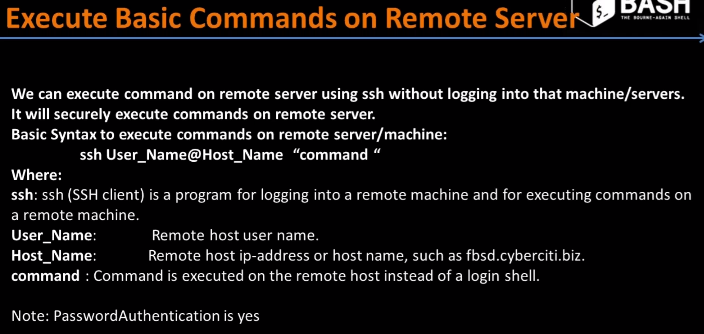 Execute Basic Commands on Remote Server
BASH
THE BOURNE-AGAIN SHELL
We can execute command on remote server using ssh without logging into that machine/servers.
It will securely execute commands on remote server.
Basic Syntax to execute commands on remote server/machine:
ssh User_Name@Host_Name “command “
Where:
ssh: ssh (SSH client) is a program for logging into a remote machine and for executing commands on
a remote machine.
User_Name: Remote host user name.
Host_Name: Remote host ip-address or host name, such as fbsd.cyberciti.biz.
command : Command is executed on the remote host instead of a login shell.
Note: PasswordAuthentication is yes